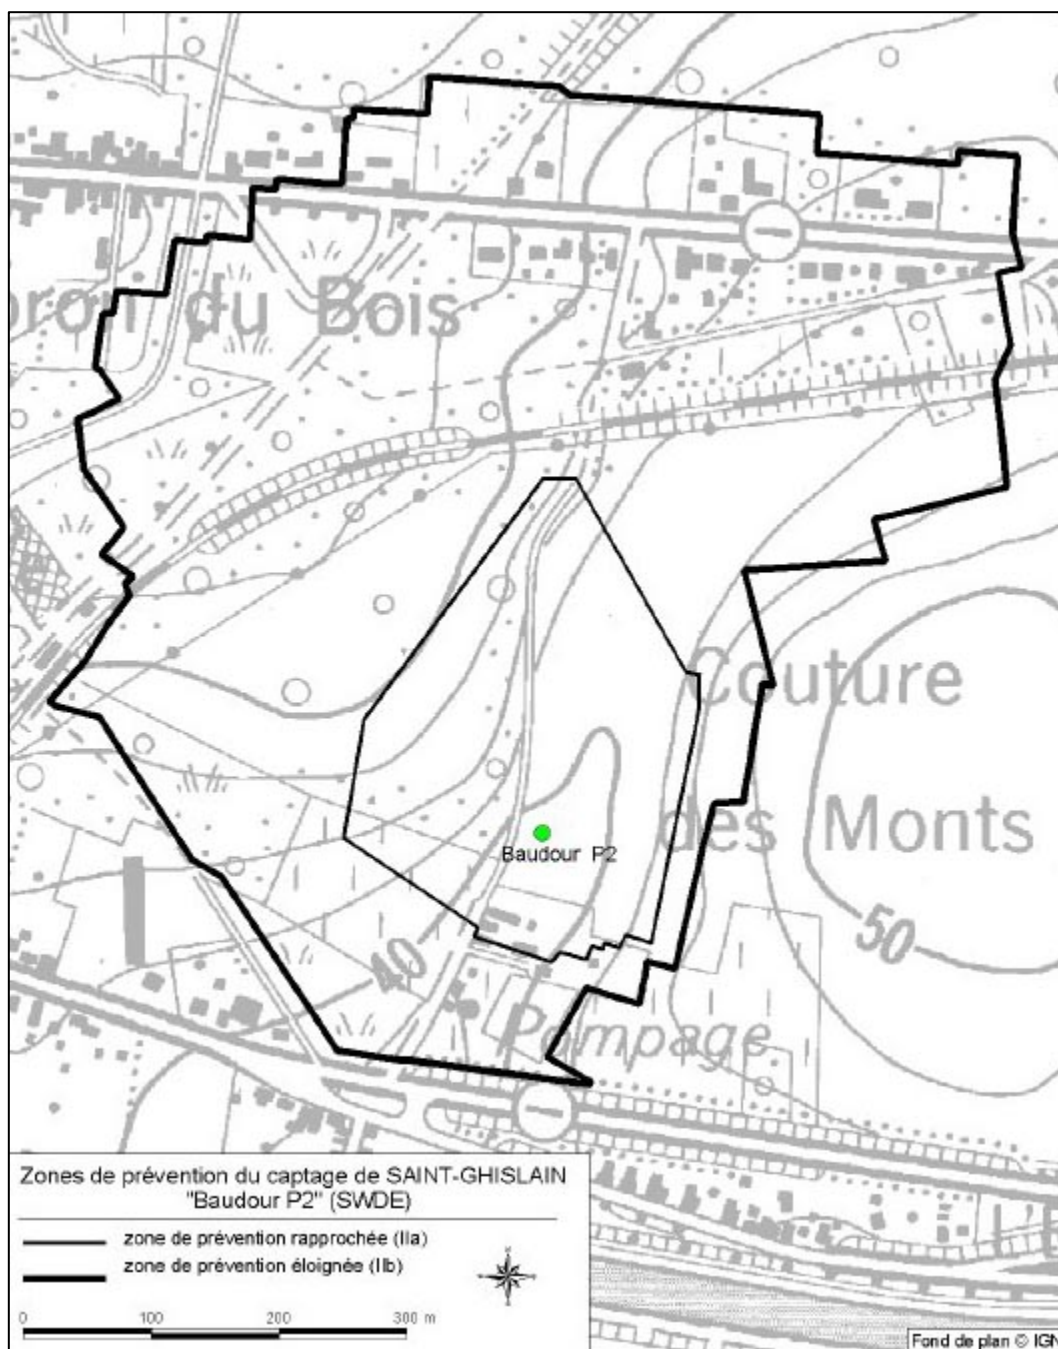 du Bois
Couture
des Monts
Baudour P2
50
40
Pompage
Zones de prévention du captage de SAINT-GHISLAIN
"Baudour P2" (SWDE)
zone de prévention rapprochée (IIa)
zone de prévention éloignée (IIb)
0 100 200 300 m
Fond de plan © IGN